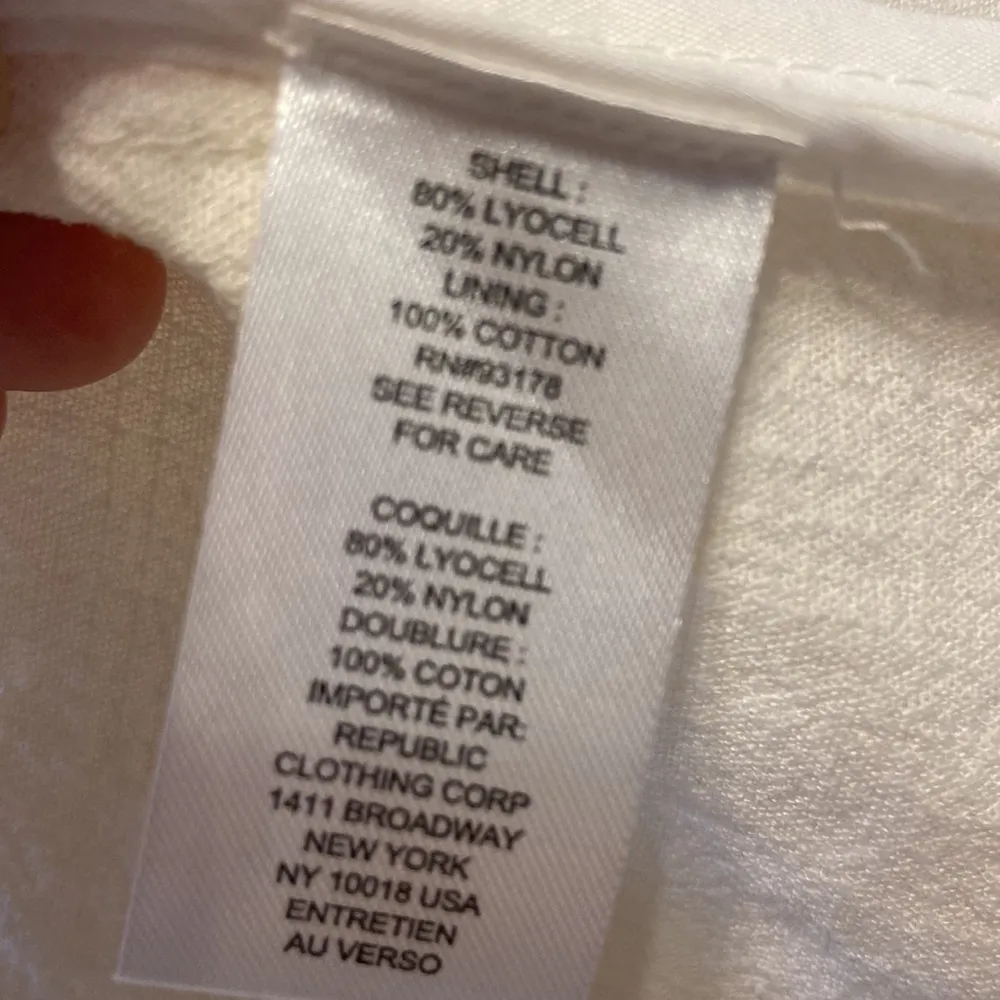 SHELL :
80% LYOCELL
20% NYLON
LINING :
100% COTTON
RN#93178
SEE REVERSE
FOR CARE
COQUILLE :
80% LYOCELL
20% NYLON
DOUBLURE :
100% COTON
IMPORTÉ PAR:
REPUBLIC
CLOTHING CORP
1411 BROADWAY
NEW YORK
NY 10018 USA
ENTRETIEN
AU VERSO